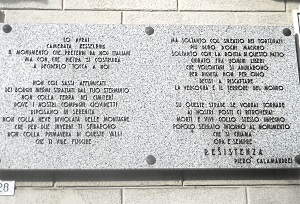 LO AVRAI
CAMERATA KESSELRING
IL MONUMENTO CHE PRETENDI DA NOI ITALIANI
MA CON CHE PIETRA SI COSTRUIRÀ
A DECIDERLO TOCCA A NOI
NON COI SASSI AFFUMICATI
DEI BORGHI INERMI STRAZIATI DAL TUO STERMINIO
NON COLLA TERRA DEI CIMITERI
DOVE I NOSTRI COMPAGNI GIOVINETTI
RIPOSANO IN SERENITÀ
NON COLLA NEVE INVIOLATA DELLE MONTAGNE
CHE PER DUE INVERNI TI SFIDARONO
NON COLLA PRIMAVERA DI QUESTE VALLI
CHE TI VIDE FUGGIRE
MA SOLTANTO COL SILENZIO DEI TORTURATI
PIÙ DURO D'OGNI MACIGNO
SOLTANTO CON LA ROCCIA DI QUESTO PATTO
GIURATO FRA UOMINI LIBERI
CHE VOLONTARI SI ADUNARONO
PER DIGNITÀ NON PER ODIO
DECISI A RISCATTARE
LA VERGOGNA E IL TERRORE DEL MONDO
SU QUESTE STRADE SE VORRAI TORNARE
AI NOSTRI POSTI CI RITROVERAI
MORTI E VIVI COLLO STESSO IMPEGNO
POPOLO SERRATO INTORNO AL MONUMENTO
CHE SI CHIAMA
ORA E SEMPRE
RESISTENZA
PIERO CALAMANDREI
28